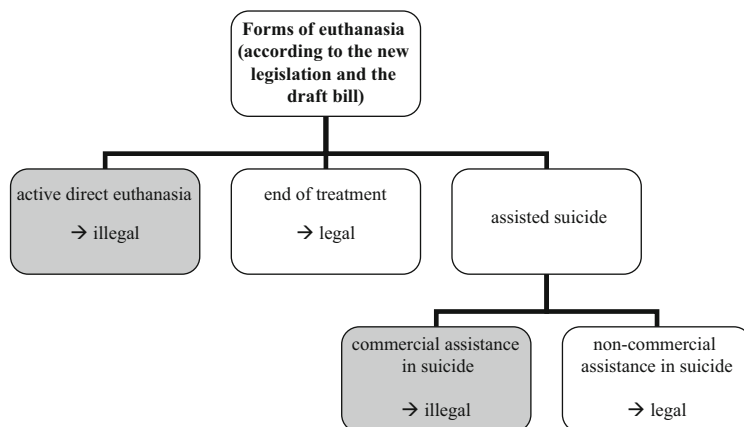 Forms of euthanasia
(according to the new
legislation and the
draft bill)
active direct euthanasia
→ illegal
end of treatment
→ legal
assisted suicide
commercial assistance
in suicide
→ illegal
non-commercial
assistance in suicide
→ legal